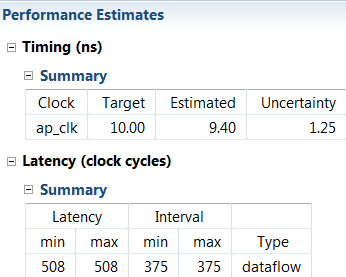 Performance Estimates
Timing (ns)
Summary
Clock Target Estimated Uncertainty
ap_clk 10.00 9.40 1.25
Latency (clock cycles)
Summary
Latency Interval
min max min max Type
508 508 375 375 dataflow